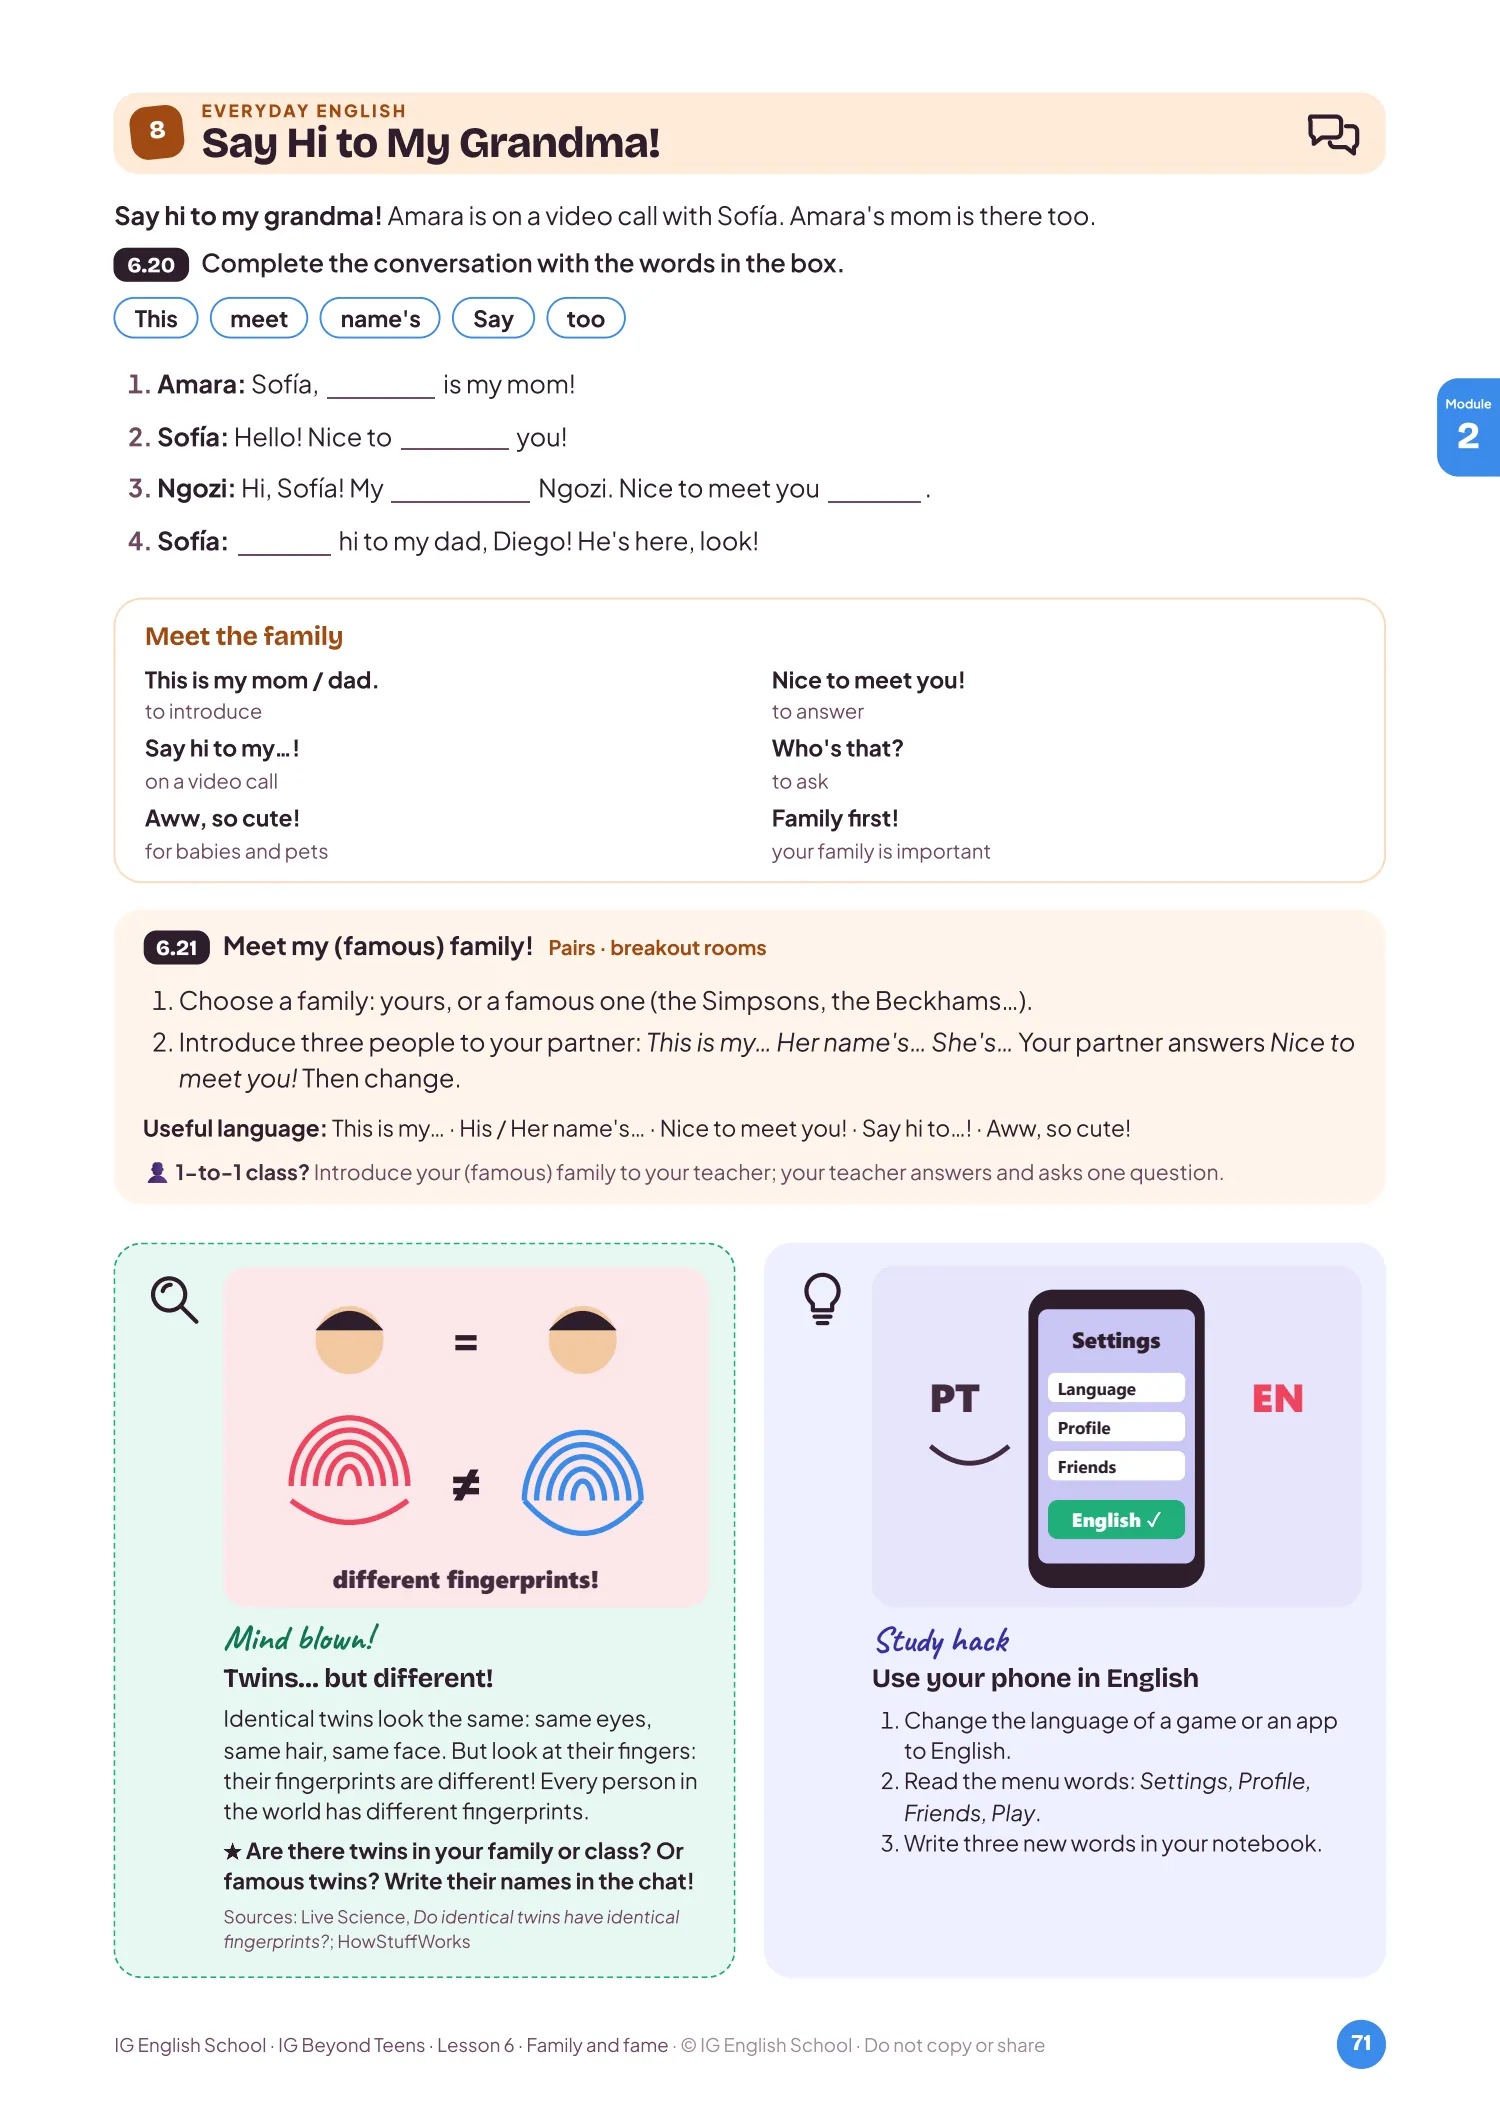 8
EVERYDAY ENGLISH
Say Hi to My Grandma!
Say hi to my grandma! Amara is on a video call with Sofía. Amara's mom is there too.
6.20 Complete the conversation with the words in the box.
This meet name's Say too
1. Amara: Sofía, ________ is my mom!
2. Sofía: Hello! Nice to ________ you!
3. Ngozi: Hi, Sofía! My ________ Ngozi. Nice to meet you ________.
4. Sofía: ________ hi to my dad, Diego! He's here, look!
Module
2
Meet the family
This is my mom / dad.
to introduce
Nice to meet you!
to answer
Say hi to my...!
on a video call
Who's that?
to ask
Aww, so cute!
for babies and pets
Family first!
your family is important
6.21 Meet my (famous) family! Pairs · breakout rooms
1. Choose a family: yours, or a famous one (the Simpsons, the Beckhams...).
2. Introduce three people to your partner: This is my... Her name's... She's... Your partner answers Nice to
meet you! Then change.
Useful language: This is my... · His / Her name's... · Nice to meet you! · Say hi to...! · Aww, so cute!
👤 1-to-1 class? Introduce your (famous) family to your teacher; your teacher answers and asks one question.
=
≠
different fingerprints!
Mind blown!
Twins... but different!
Identical twins look the same: same eyes,
same hair, same face. But look at their fingers:
their fingerprints are different! Every person in
the world has different fingerprints.
★ Are there twins in your family or class? Or
famous twins? Write their names in the chat!
Sources: Live Science, Do identical twins have identical
fingerprints?; HowStuffWorks
PT
Settings
Language
Profile
Friends
English ✓
EN
Study hack
Use your phone in English
1. Change the language of a game or an app
to English.
2. Read the menu words: Settings, Profile,
Friends, Play.
3. Write three new words in your notebook.
IG English School · IG Beyond Teens · Lesson 6 · Family and fame · © IG English School · Do not copy or share
71